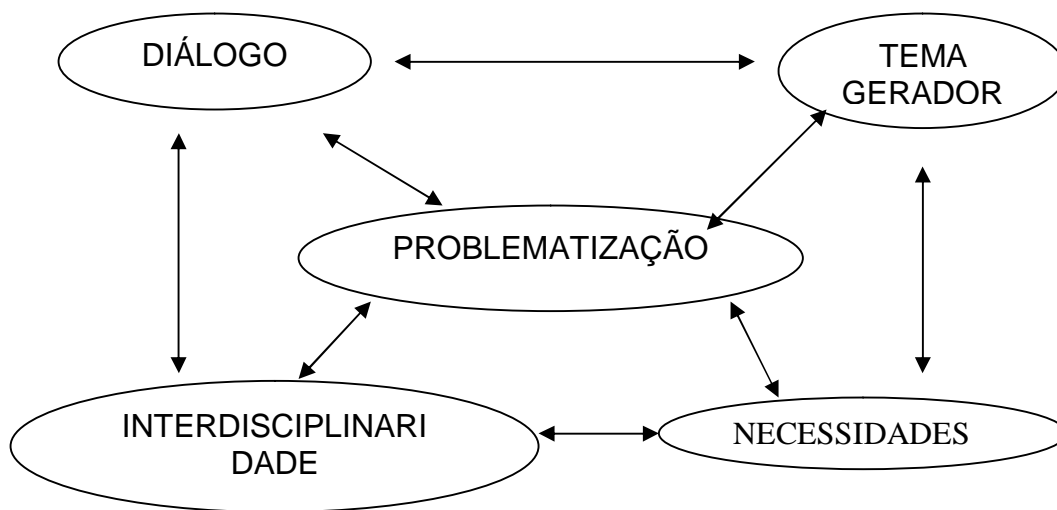 DIÁLOGO
TEMA
GERADOR
PROBLEMATIZAÇÃO
INTERDISCIPLINARI
DADE
NECESSIDADES